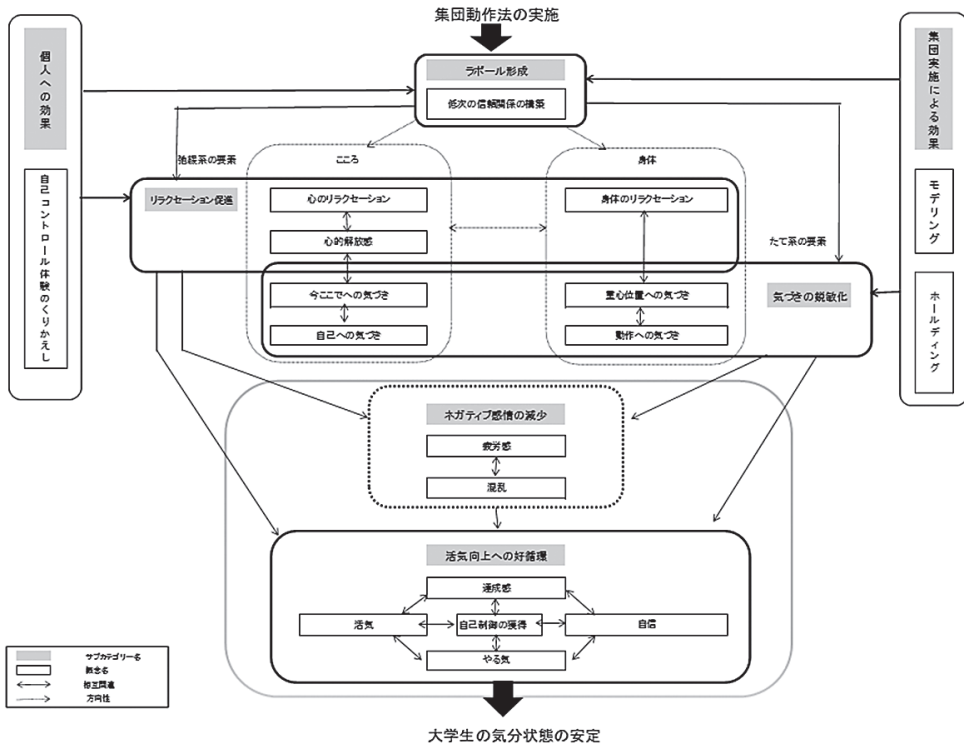 集団動作法の実施
個人への効果
自己コントロール体験のくりかえし
集団実施による効果
モデリング
ホールディング
ラポール形成
低次の信頼関係の構築
弛緩系の要素
こころ
身体
たて系の要素
リラクセーション促進
心のリラクセーション
身体のリラクセーション
心的解放感
今ここでへの気づき
重心位置への気づき
気づきの鋭敏化
自己への気づき
動作への気づき
ネガティブ感情の減少
疲労感
混乱
活気向上への好循環
達成感
活気
自己制御の獲得
自信
やる気
サブカテゴリー名
概念名
相互関連
方向性
大学生の気分状態の安定